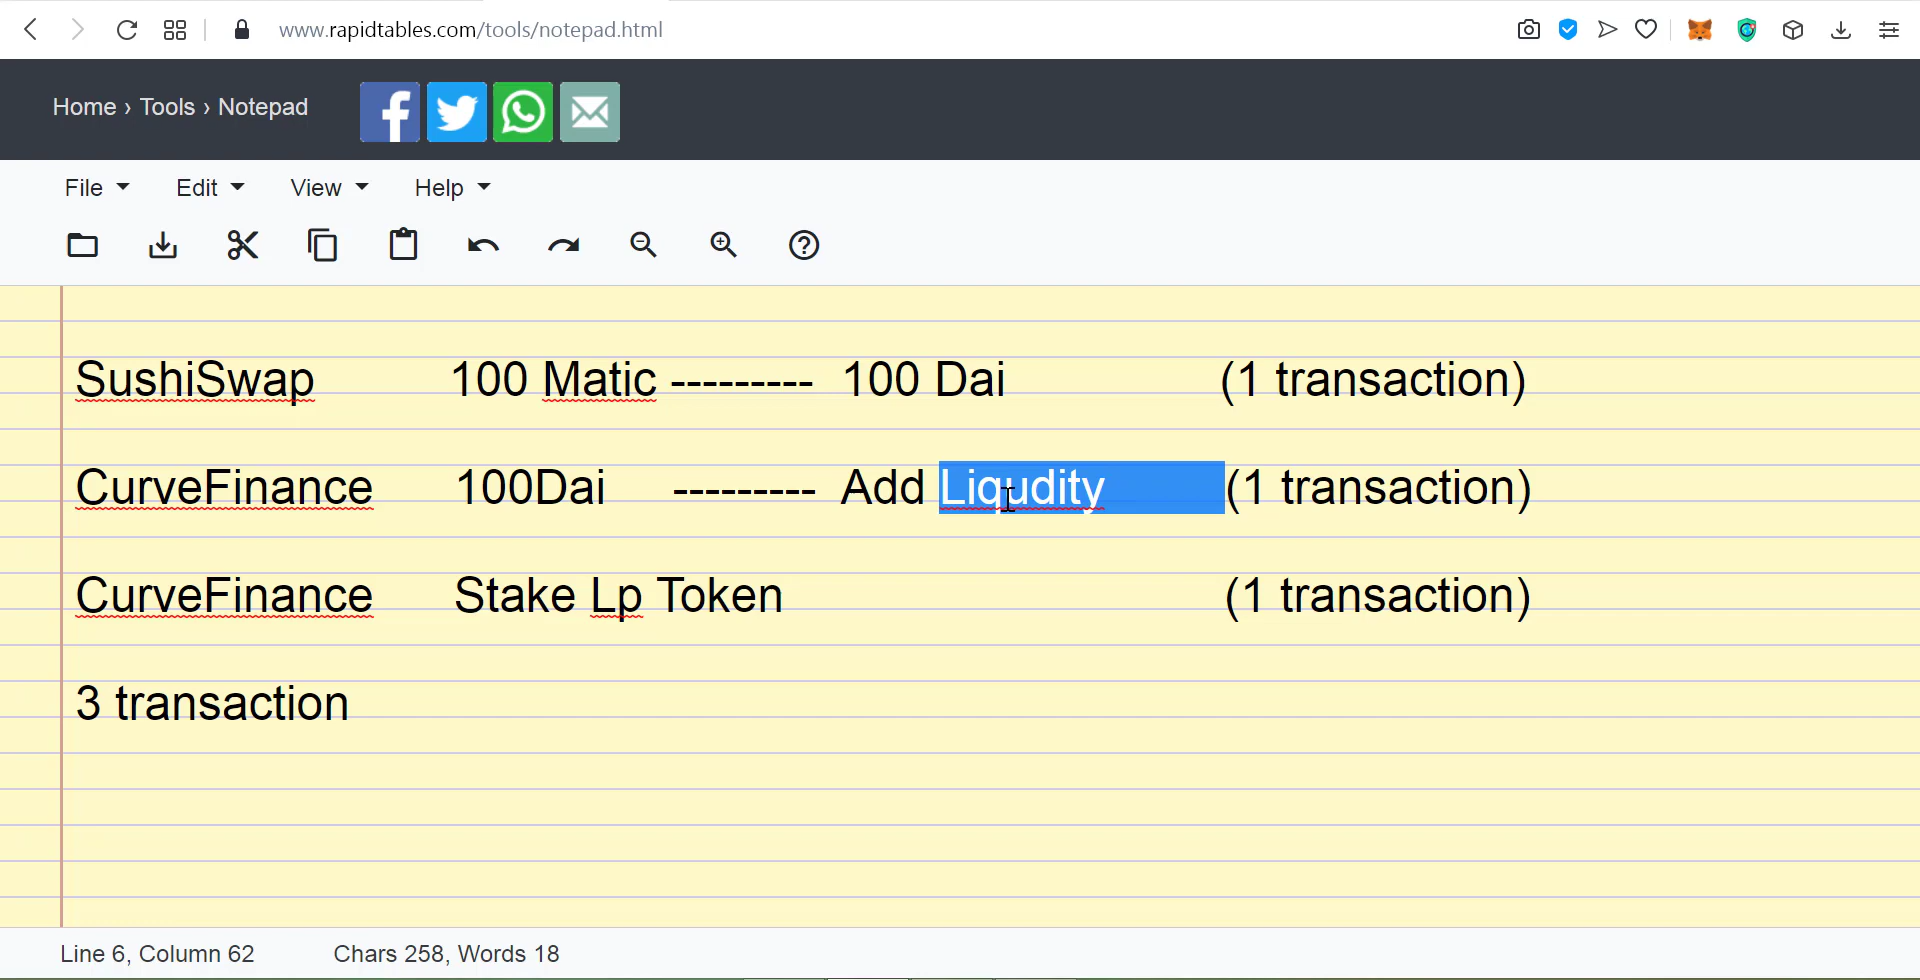 www.rapidtables.com/tools/notepad.html
Home › Tools › Notepad
File Edit View Help
SushiSwap 100 Matic --------- 100 Dai (1 transaction)
CurveFinance 100Dai --------- Add Liqudity (1 transaction)
CurveFinance Stake Lp Token (1 transaction)
3 transaction
Line 6, Column 62 Chars 258, Words 18